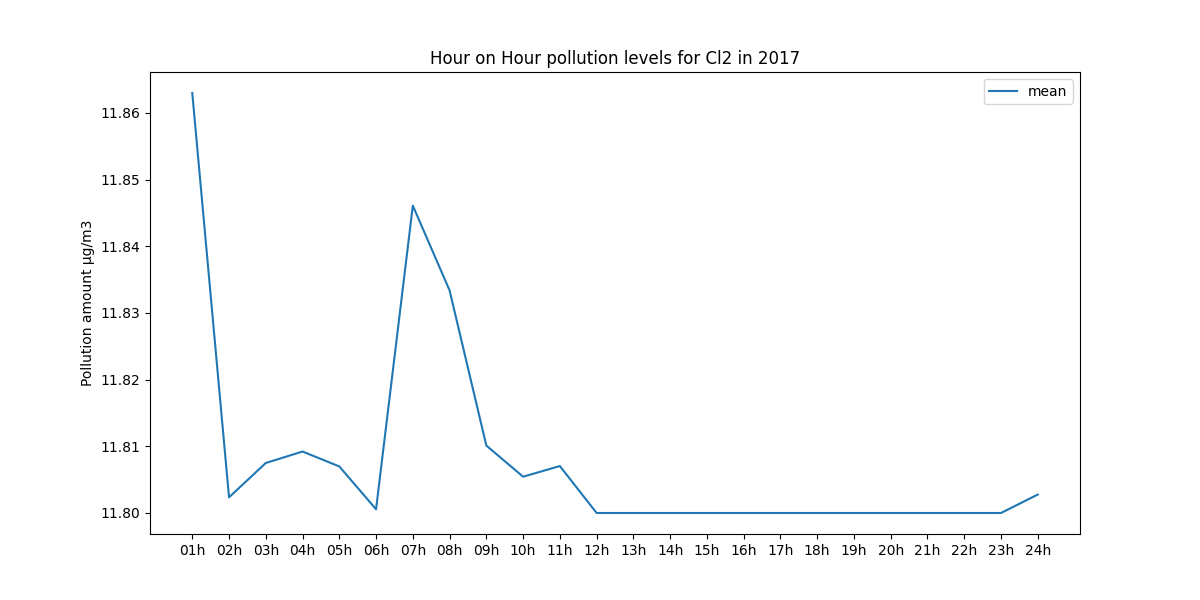 Hour on Hour pollution levels for Cl2 in 2017
mean
Pollution amount µg/m3
11.86
11.85
11.84
11.83
11.82
11.81
11.80
01h 02h 03h 04h 05h 06h 07h 08h 09h 10h 11h 12h 13h 14h 15h 16h 17h 18h 19h 20h 21h 22h 23h 24h